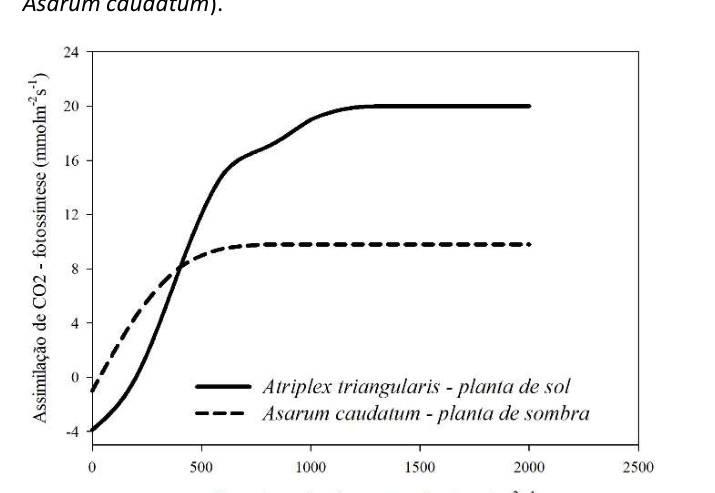 Asarum caudatum).
24
20
16
12
8
4
0
-4
Assimilação de CO2 - fotossíntese (mmolm-2s-1)
Atriplex triangularis - planta de sol
Asarum caudatum - planta de sombra
0 500 1000 1500 2000 2500